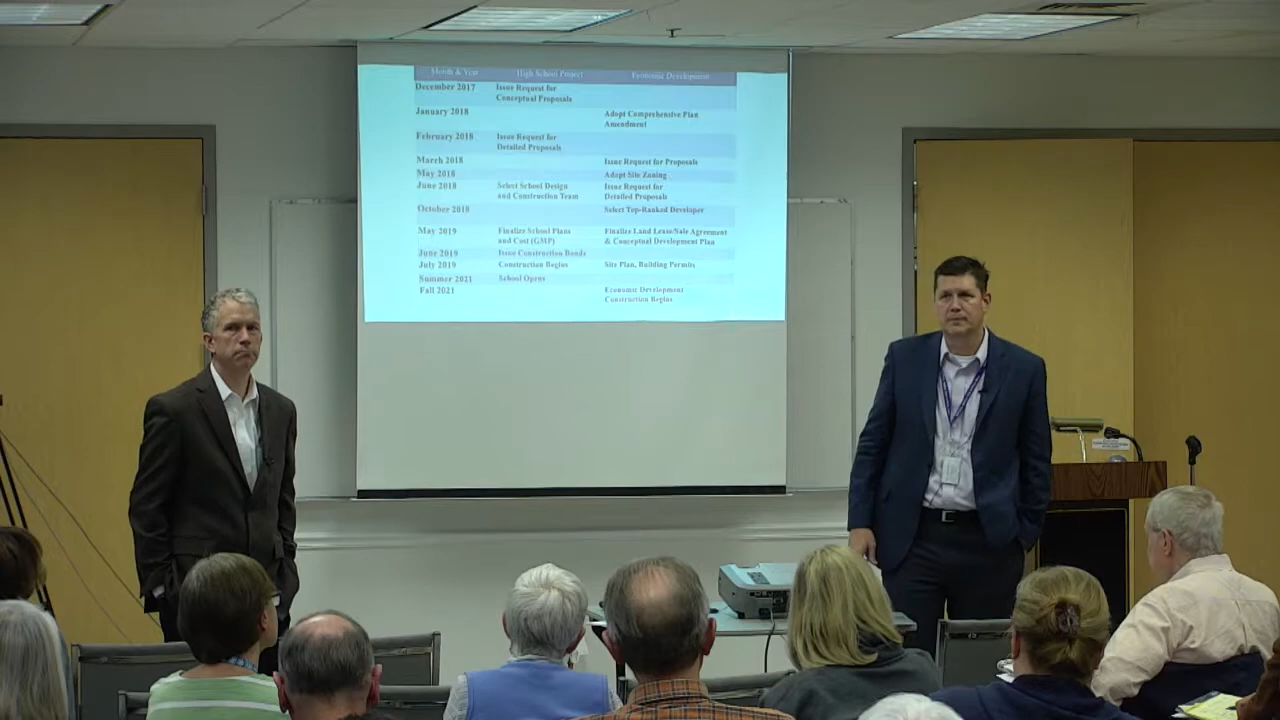 Month & Year High School Project Economic Development
December 2017 Issue Request for
Conceptual Proposals
January 2018 Adopt Comprehensive Plan
Amendment
February 2018 Issue Request for
Detailed Proposals
March 2018 Issue Request for Proposals
May 2018 Adopt Site Zoning
June 2018 Select School Design Issue Request for
and Construction Team Detailed Proposals
October 2018 Select Top-Ranked Developer
May 2019 Finalize School Plans Finalize Land Lease/Sale Agreement
and Cost (GMP) & Conceptual Development Plan
June 2019 Issue Construction Bonds
July 2019 Construction Begins Site Plan, Building Permits
Summer 2021 School Opens
Fall 2021 Economic Development
Construction Begins